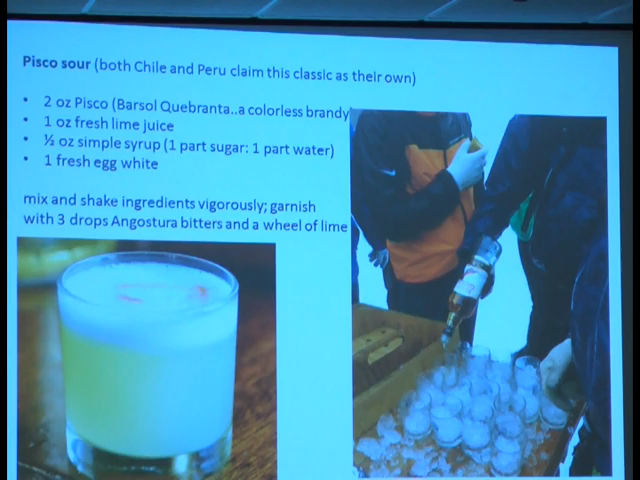 Pisco sour (both Chile and Peru claim this classic as their own)
• 2 oz Pisco (Barsol Quebranta..a colorless brandy
• 1 oz fresh lime juice
• ½ oz simple syrup (1 part sugar: 1 part water)
• 1 fresh egg white
mix and shake ingredients vigorously; garnish
with 3 drops Angostura bitters and a wheel of lime